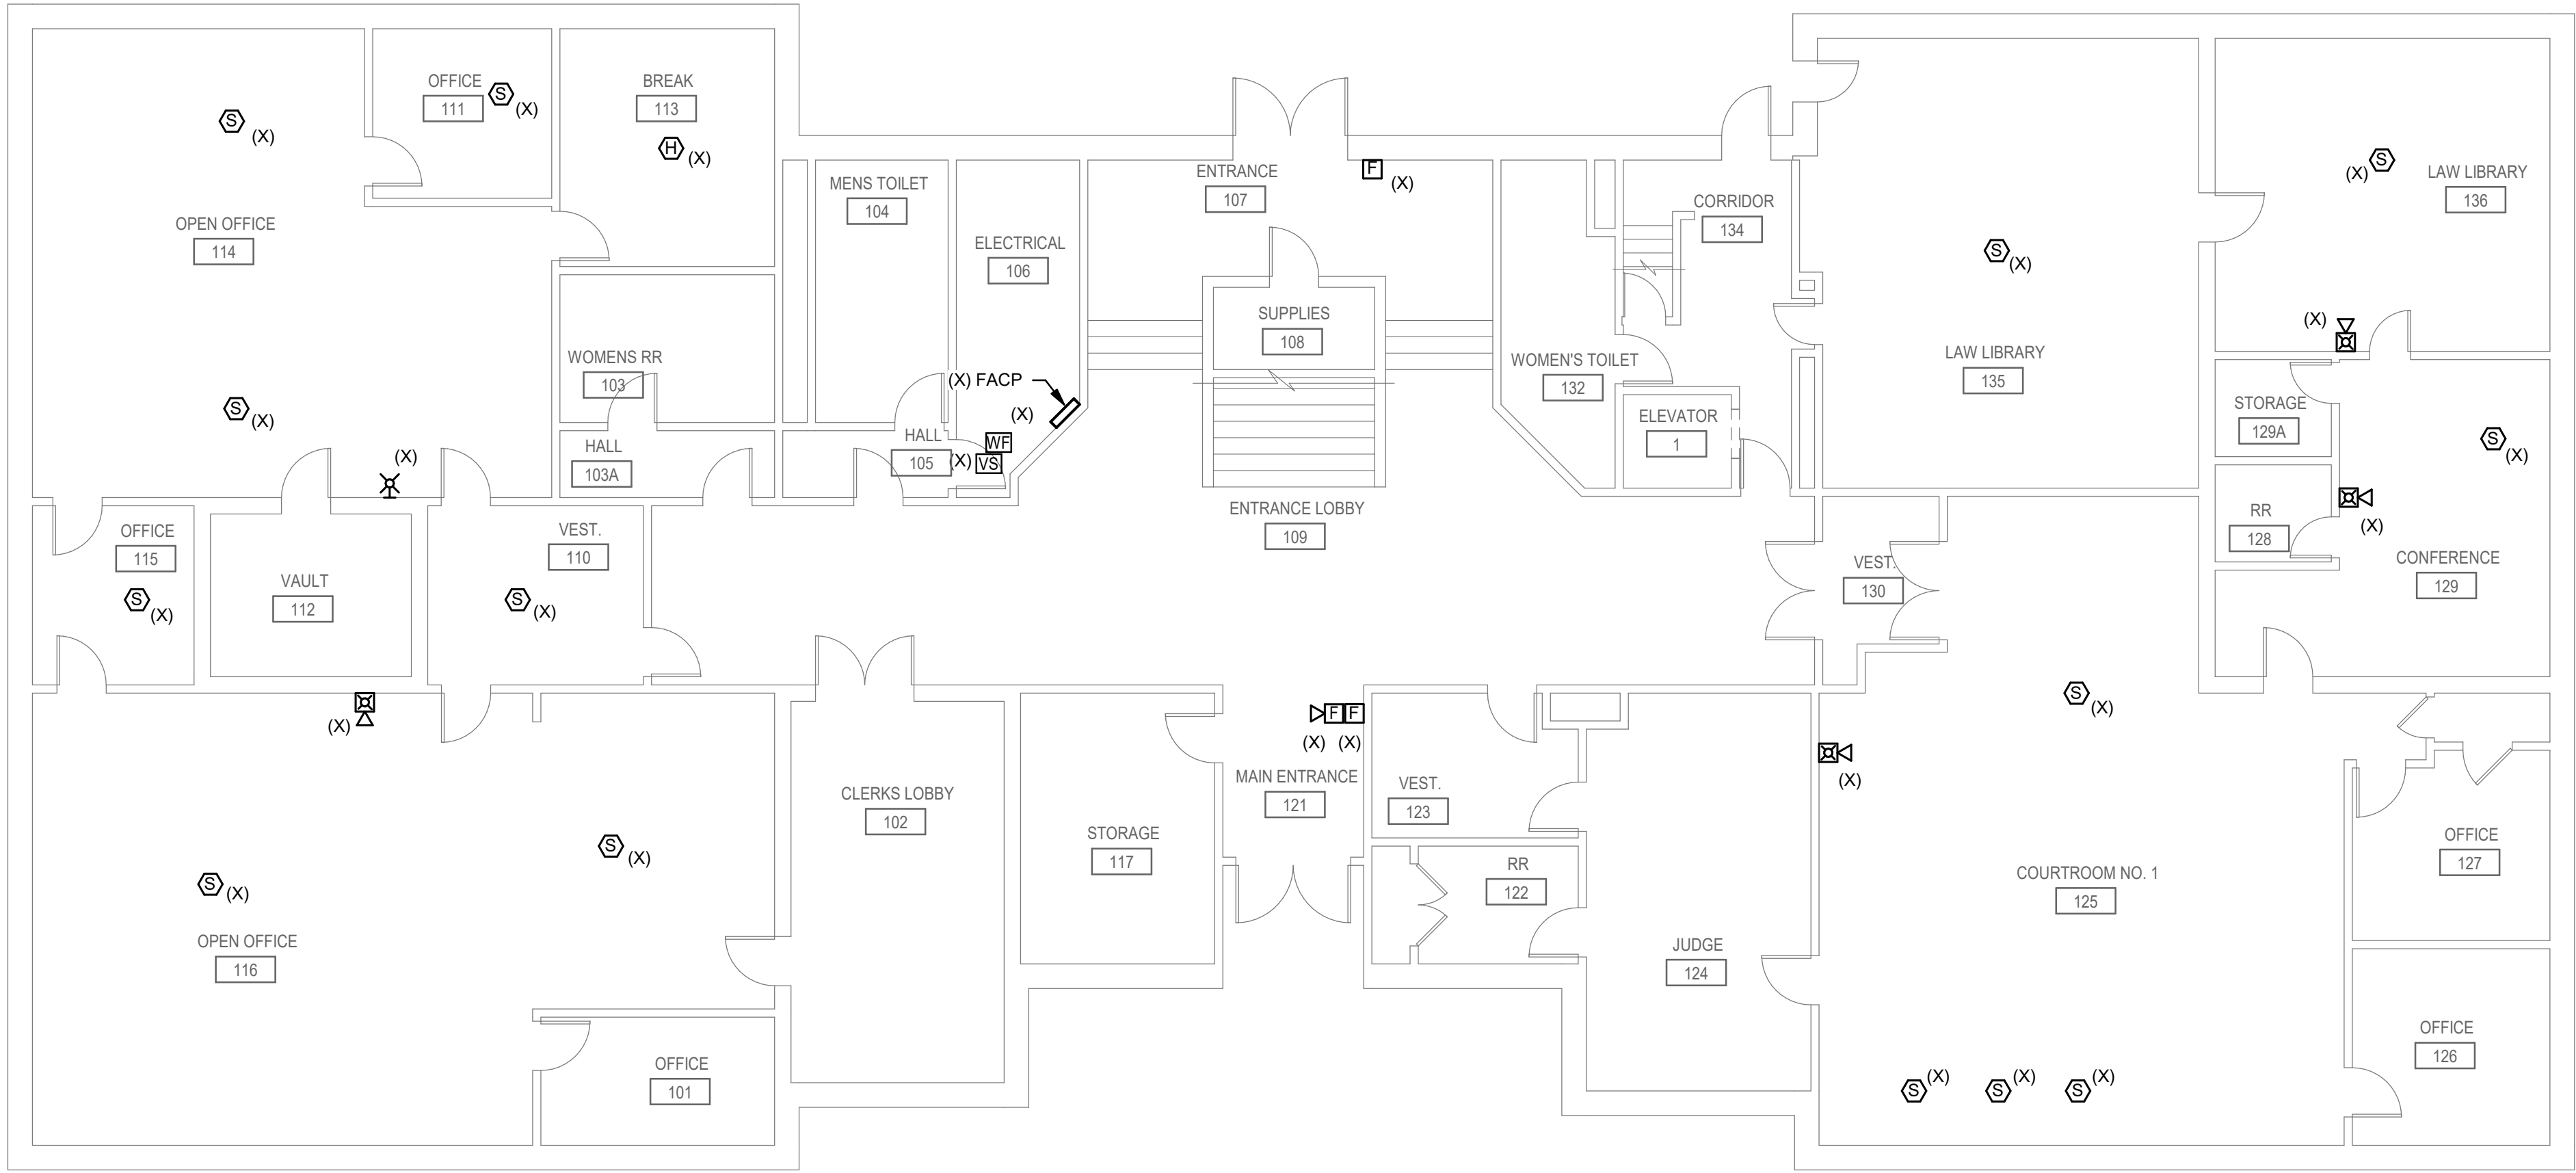 OFFICE
111
S
(X)
BREAK
113
H
(X)
S
(X)
OPEN OFFICE
114
S
(X)
(X)
WOMENS RR
103
HALL
103A
MENS TOILET
104
ELECTRICAL
106
(X) FACP
(X)
WF
HALL
105
(X)
VS
ENTRANCE
107
F
(X)
SUPPLIES
108
ENTRANCE LOBBY
109
WOMEN'S TOILET
132
CORRIDOR
134
ELEVATOR
1
S
(X)
LAW LIBRARY
135
S
(X)
LAW LIBRARY
136
(X)
STORAGE
129A
S
(X)
RR
128
(X)
CONFERENCE
129
OFFICE
115
S
(X)
VAULT
112
VEST.
110
S
(X)
VEST.
130
(X)
S
(X)
S
(X)
OPEN OFFICE
116
OFFICE
101
CLERKS LOBBY
102
STORAGE
117
F F
(X) (X)
MAIN ENTRANCE
121
VEST.
123
RR
122
JUDGE
124
(X)
S
(X)
COURTROOM NO. 1
125
S
(X)
S
(X)
S
(X)
OFFICE
127
OFFICE
126